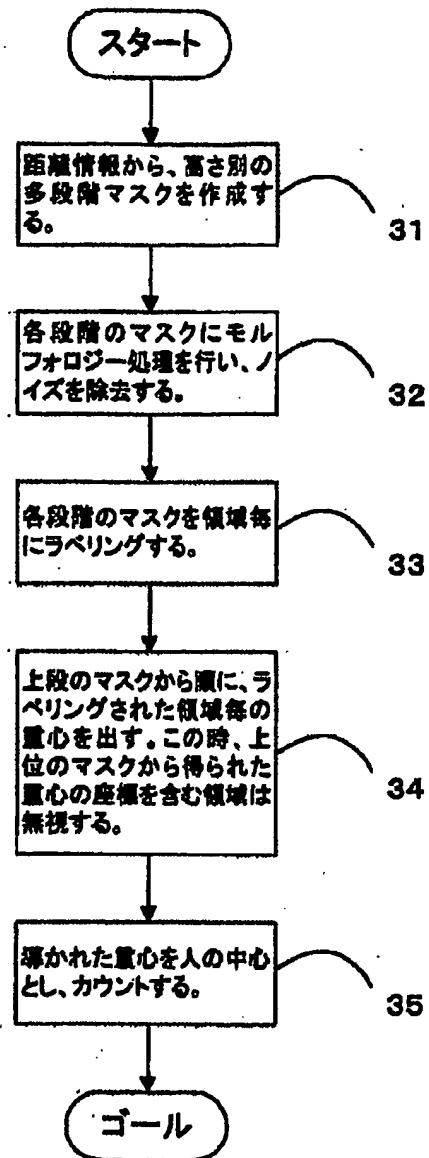 スタート
距離情報から、高さ別の
多段階マスクを作成す
る。
31
各段階のマスクにモル
フォロジー処理を行い、ノ
イズを除去する。
32
各段階のマスクを領域毎
にラベリングする。
33
上段のマスクから順に、ラ
ベリングされた領域毎の
重心を出す。この時、上
位のマスクから得られた
重心の座標を含む領域は
無視する。
34
導かれた重心を人の中心
とし、カウントする。
35
ゴール